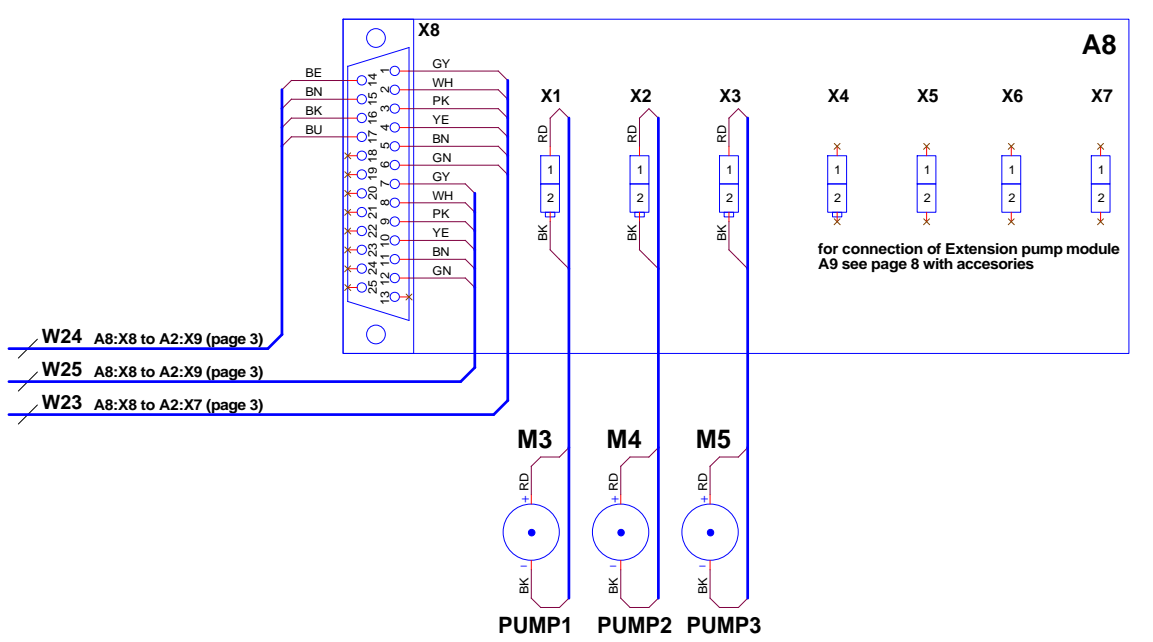 X8
A8
BE
BN
BK
BU
14
15
16
17
18
19
20
21
22
23
24
25
1
2
3
4
5
6
7
8
9
10
11
12
13
GY
WH
PK
YE
BN
GN
GY
WH
PK
YE
BN
GN
X1
X2
X3
X4
X5
X6
X7
RD
RD
RD
1
1
1
1
1
1
1
2
2
2
2
2
2
2
BK
BK
BK
for connection of Extension pump module
A9 see page 8 with accesories
W24 A8:X8 to A2:X9 (page 3)
W25 A8:X8 to A2:X9 (page 3)
W23 A8:X8 to A2:X7 (page 3)
M3
M4
M5
+ RD
+ RD
+ RD
− BK
− BK
− BK
PUMP1
PUMP2
PUMP3